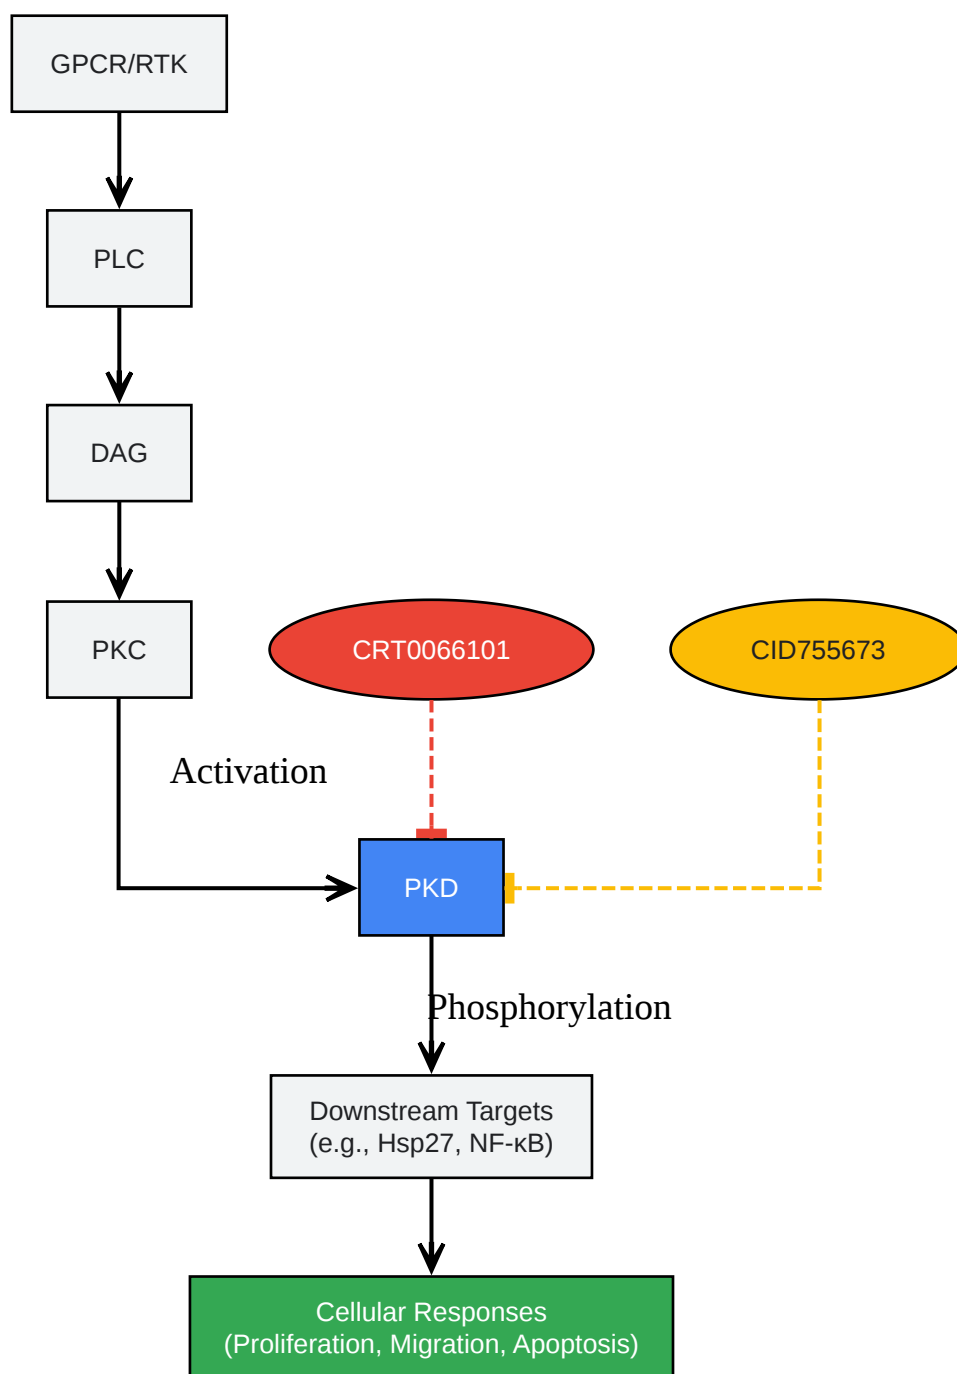 GPCR/RTK
PLC
DAG
PKC
CRT0066101
CID755673
Activation
PKD
Phosphorylation
Downstream Targets
(e.g., Hsp27, NF-κB)
Cellular Responses
(Proliferation, Migration, Apoptosis)